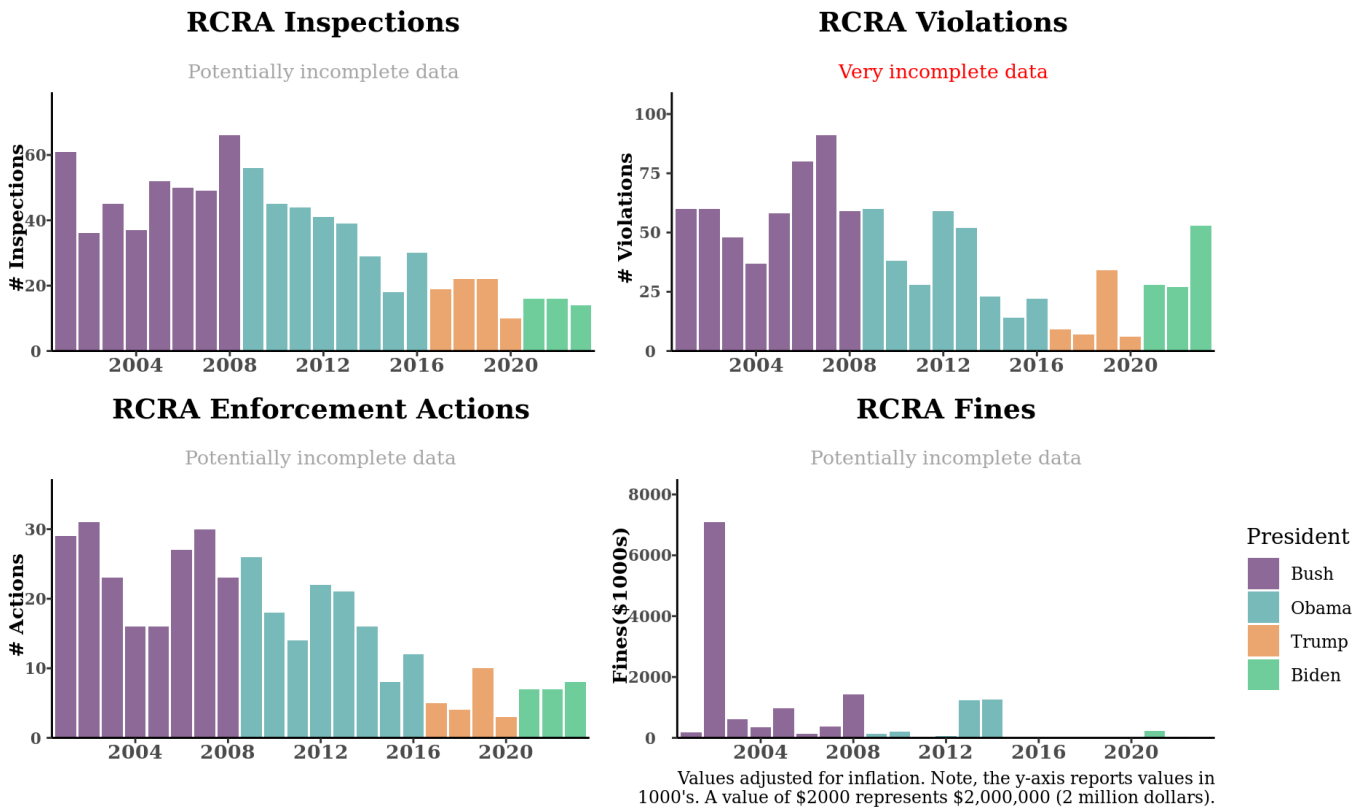 RCRA Inspections
Potentially incomplete data
# Inspections
60
40
20
0
2004 2008 2012 2016 2020
RCRA Violations
Very incomplete data
# Violations
100
75
50
25
0
2004 2008 2012 2016 2020
RCRA Enforcement Actions
Potentially incomplete data
# Actions
30
20
10
0
2004 2008 2012 2016 2020
RCRA Fines
Potentially incomplete data
Fines($1000s)
8000
6000
4000
2000
0
2004 2008 2012 2016 2020
President
Bush
Obama
Trump
Biden
Values adjusted for inflation. Note, the y-axis reports values in
1000's. A value of $2000 represents $2,000,000 (2 million dollars).